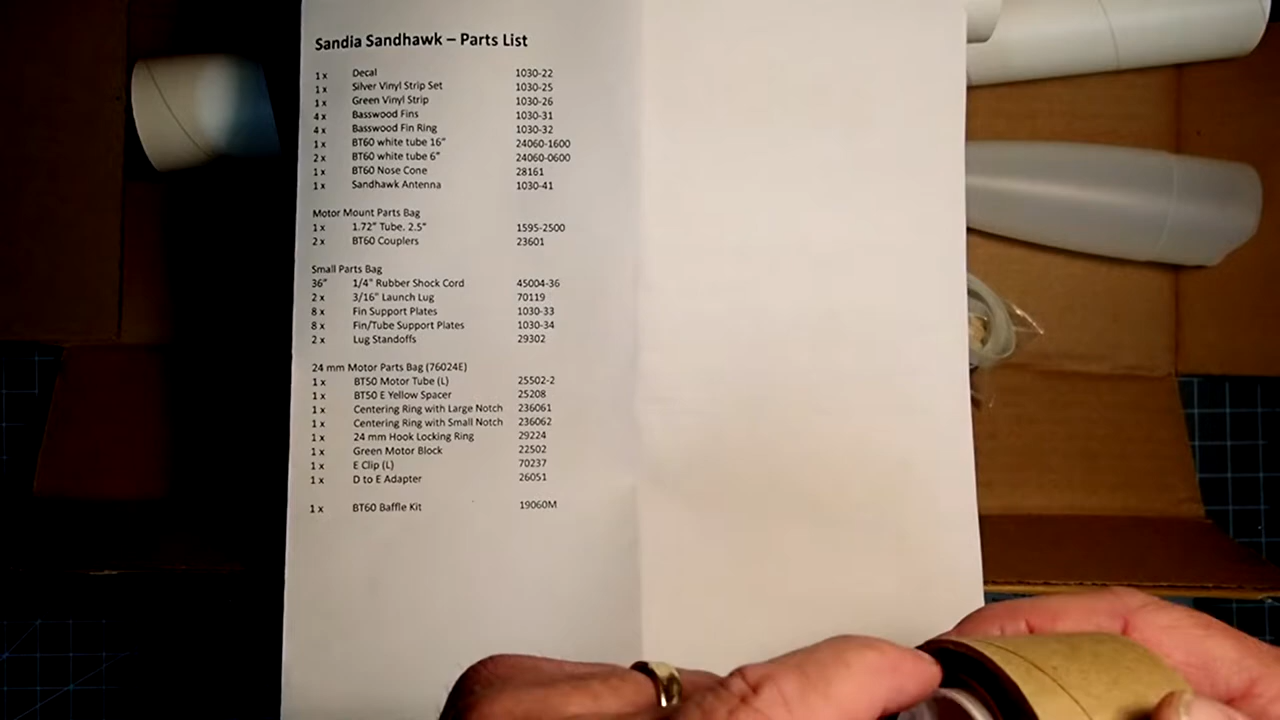 Sandia Sandhawk – Parts List
1 x Decal 1030-22
1 x Silver Vinyl Strip Set 1030-25
1 x Green Vinyl Strip 1030-26
4 x Basswood Fins 1030-31
4 x Basswood Fin Ring 1030-32
1 x BT60 white tube 16" 24060-1600
2 x BT60 white tube 6" 24060-0600
1 x BT60 Nose Cone 28161
1 x Sandhawk Antenna 1030-41
Motor Mount Parts Bag
1 x 1.72" Tube. 2.5" 1595-2500
2 x BT60 Couplers 23601
Small Parts Bag
36" 1/4" Rubber Shock Cord 45004-36
2 x 3/16" Launch Lug 70119
8 x Fin Support Plates 1030-33
8 x Fin/Tube Support Plates 1030-34
2 x Lug Standoffs 29302
24 mm Motor Parts Bag (76024E)
1 x BT50 Motor Tube (L) 25502-2
1 x BT50 E Yellow Spacer 25208
1 x Centering Ring with Large Notch 236061
1 x Centering Ring with Small Notch 236062
1 x 24 mm Hook Locking Ring 29224
1 x Green Motor Block 22502
1 x E Clip (L) 70237
1 x D to E Adapter 26051
1 x BT60 Baffle Kit 19060M